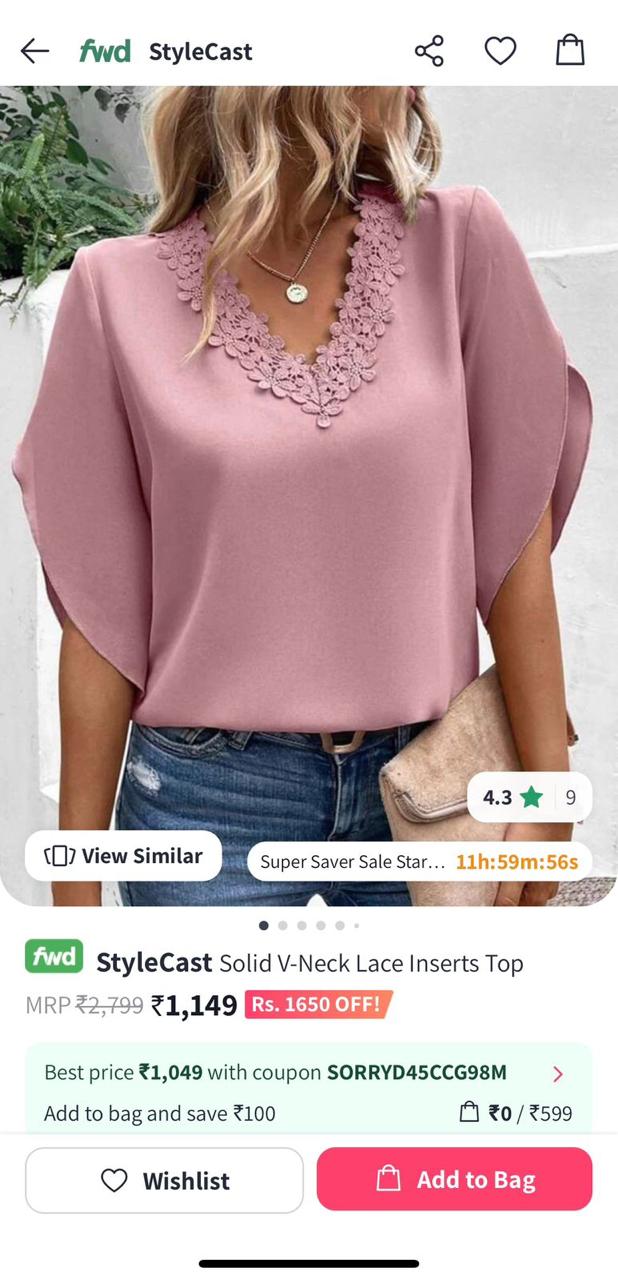 fwd StyleCast
4.3 ★ 9
View Similar
Super Saver Sale Star... 11h:59m:56s
fwd StyleCast Solid V-Neck Lace Inserts Top
MRP ₹2,799 ₹1,149 Rs. 1650 OFF!
Best price ₹1,049 with coupon SORRYD45CCG98M
Add to bag and save ₹100 ₹0 / ₹599
Wishlist Add to Bag